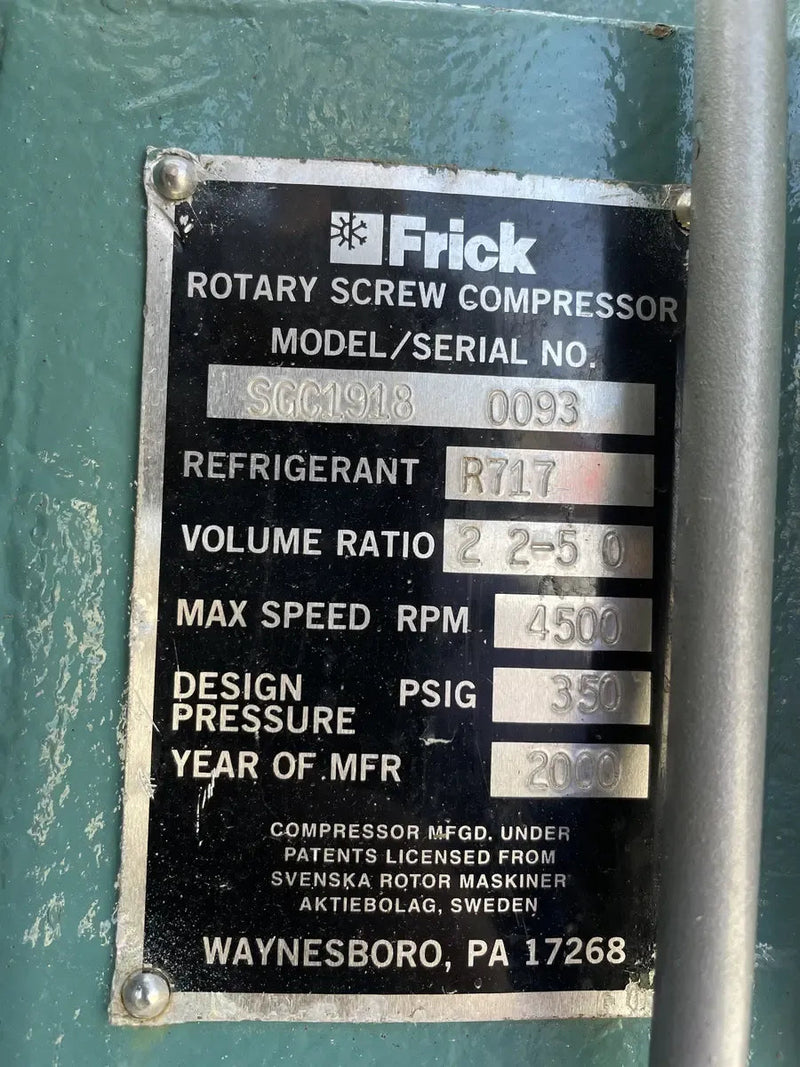 Frick
ROTARY SCREW COMPRESSOR
MODEL/SERIAL NO.
SGC1918 0093
REFRIGERANT R717
VOLUME RATIO 2 2-5 0
MAX SPEED RPM 4500
DESIGN PRESSURE PSIG 350
YEAR OF MFR 2000
COMPRESSOR MFGD. UNDER
PATENTS LICENSED FROM
SVENSKA ROTOR MASKINER
AKTIEBOLAG, SWEDEN
WAYNESBORO, PA 17268